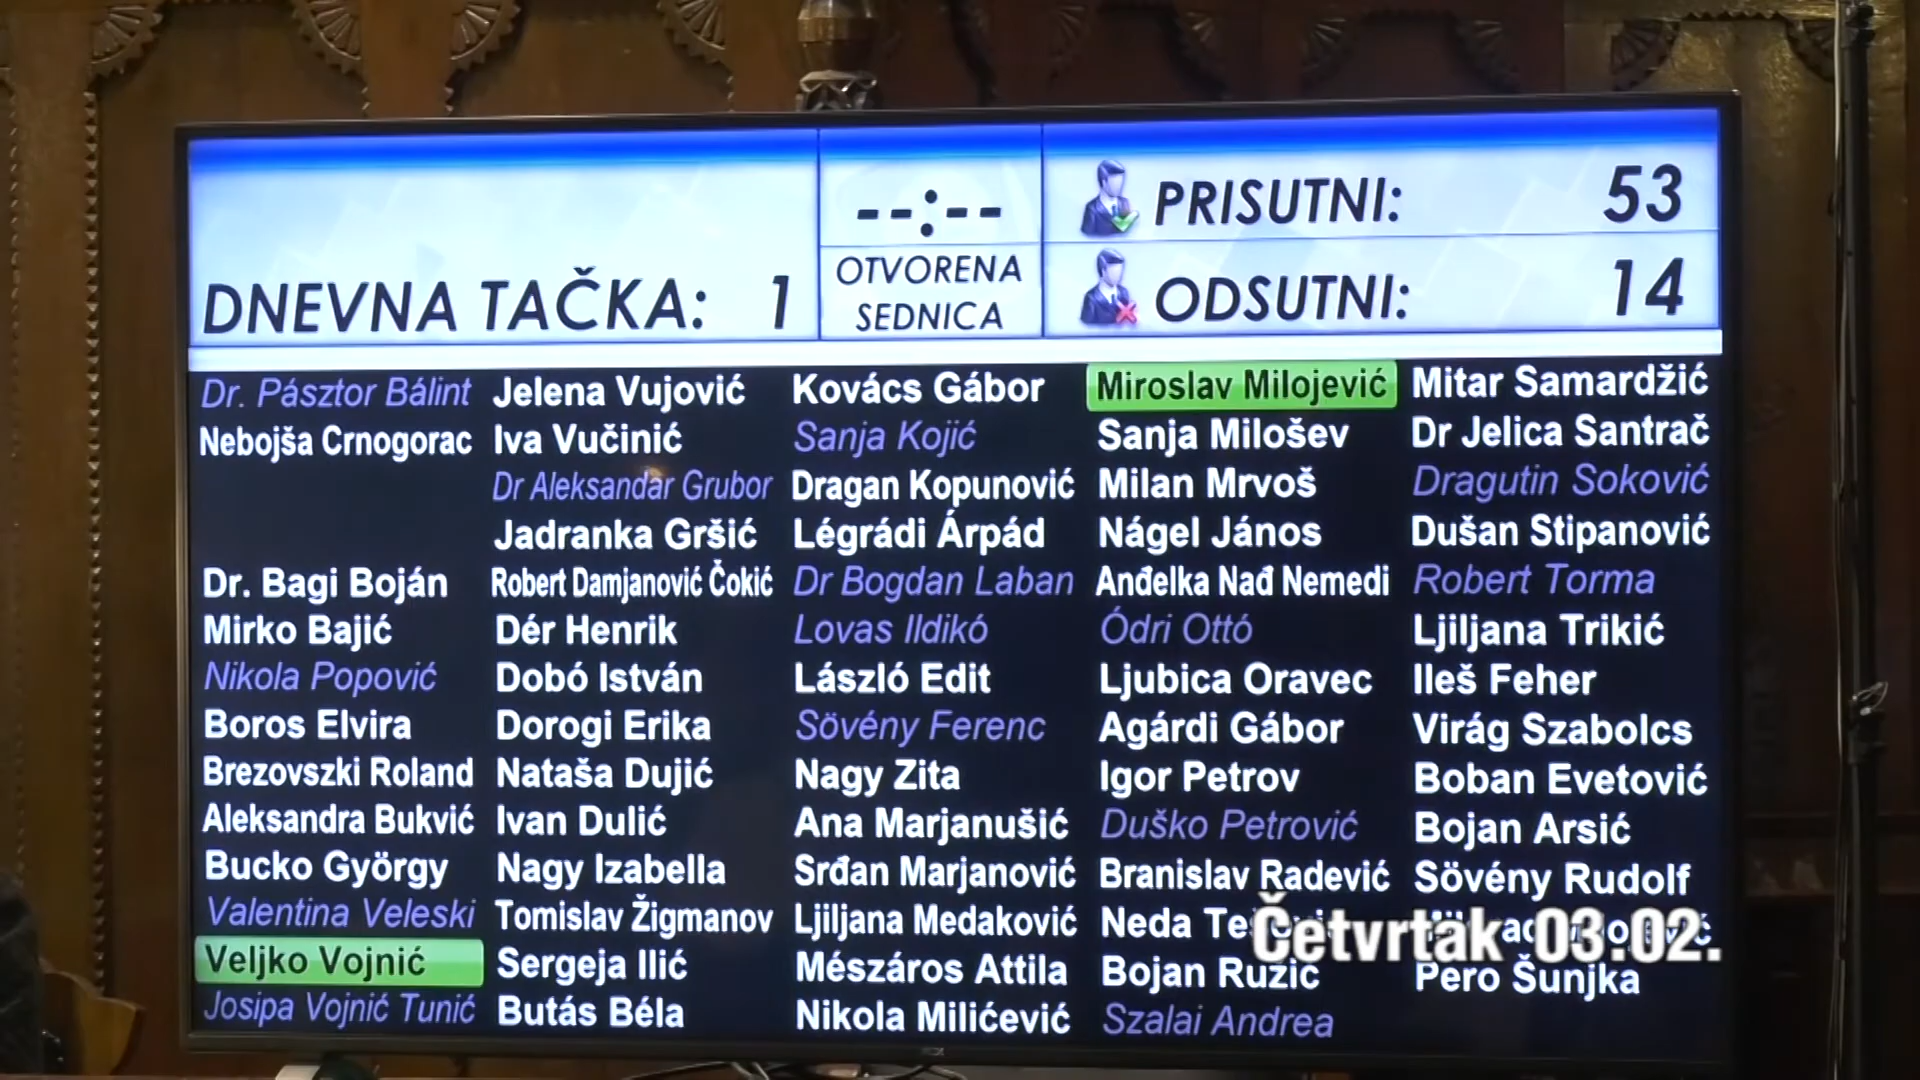 DNEVNA TAČKA: 1
--:--
OTVORENA
SEDNICA
PRISUTNI: 53
ODSUTNI: 14
Dr. Pásztor Bálint
Nebojša Crnogorac
Dr. Bagi Boján
Mirko Bajić
Nikola Popović
Boros Elvira
Brezovszki Roland
Aleksandra Bukvić
Bucko György
Valentina Veleski
Veljko Vojnić
Josipa Vojnić Tunić
Jelena Vujović
Iva Vučinić
Dr Aleksandar Grubor
Jadranka Gršić
Robert Damjanović Čokić
Dér Henrik
Dobó István
Dorogi Erika
Nataša Dujić
Ivan Dulić
Nagy Izabella
Tomislav Žigmanov
Sergeja Ilić
Butás Béla
Kovács Gábor
Sanja Kojić
Dragan Kopunović
Légrádi Árpád
Dr Bogdan Laban
Lovas Ildikó
László Edit
Sövény Ferenc
Nagy Zita
Ana Marjanušić
Srđan Marjanović
Ljiljana Medaković
Mészáros Attila
Nikola Milićević
Miroslav Milojević
Sanja Milošev
Milan Mrvoš
Nágel János
Anđelka Nađ Nemedi
Ódri Ottó
Ljubica Oravec
Agárdi Gábor
Igor Petrov
Duško Petrović
Branislav Radević
Neda
Bojan Ružić
Szalai Andrea
Mitar Samardžić
Dr Jelica Santrač
Dragutin Soković
Dušan Stipanović
Robert Torma
Ljiljana Trikić
Ileš Feher
Virág Szabolcs
Boban Evetović
Bojan Arsić
Sövény Rudolf
Pero Šunjka
Četvrtak 03.02.